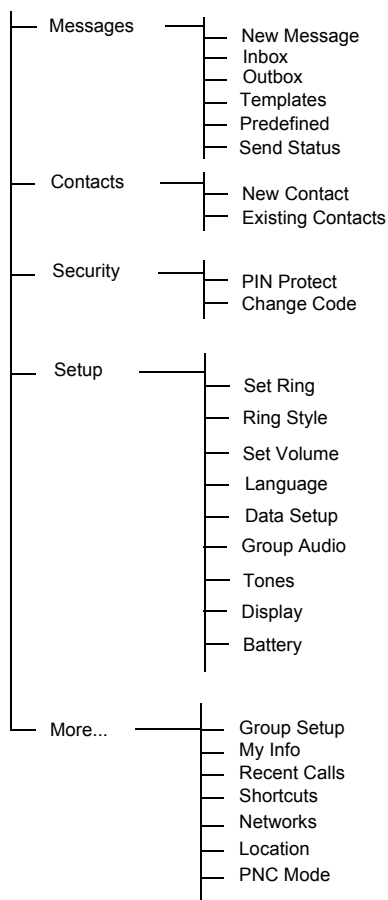 Messages
New Message
Inbox
Outbox
Templates
Predefined
Send Status
Contacts
New Contact
Existing Contacts
Security
PIN Protect
Change Code
Setup
Set Ring
Ring Style
Set Volume
Language
Data Setup
Group Audio
Tones
Display
Battery
More...
Group Setup
My Info
Recent Calls
Shortcuts
Networks
Location
PNC Mode